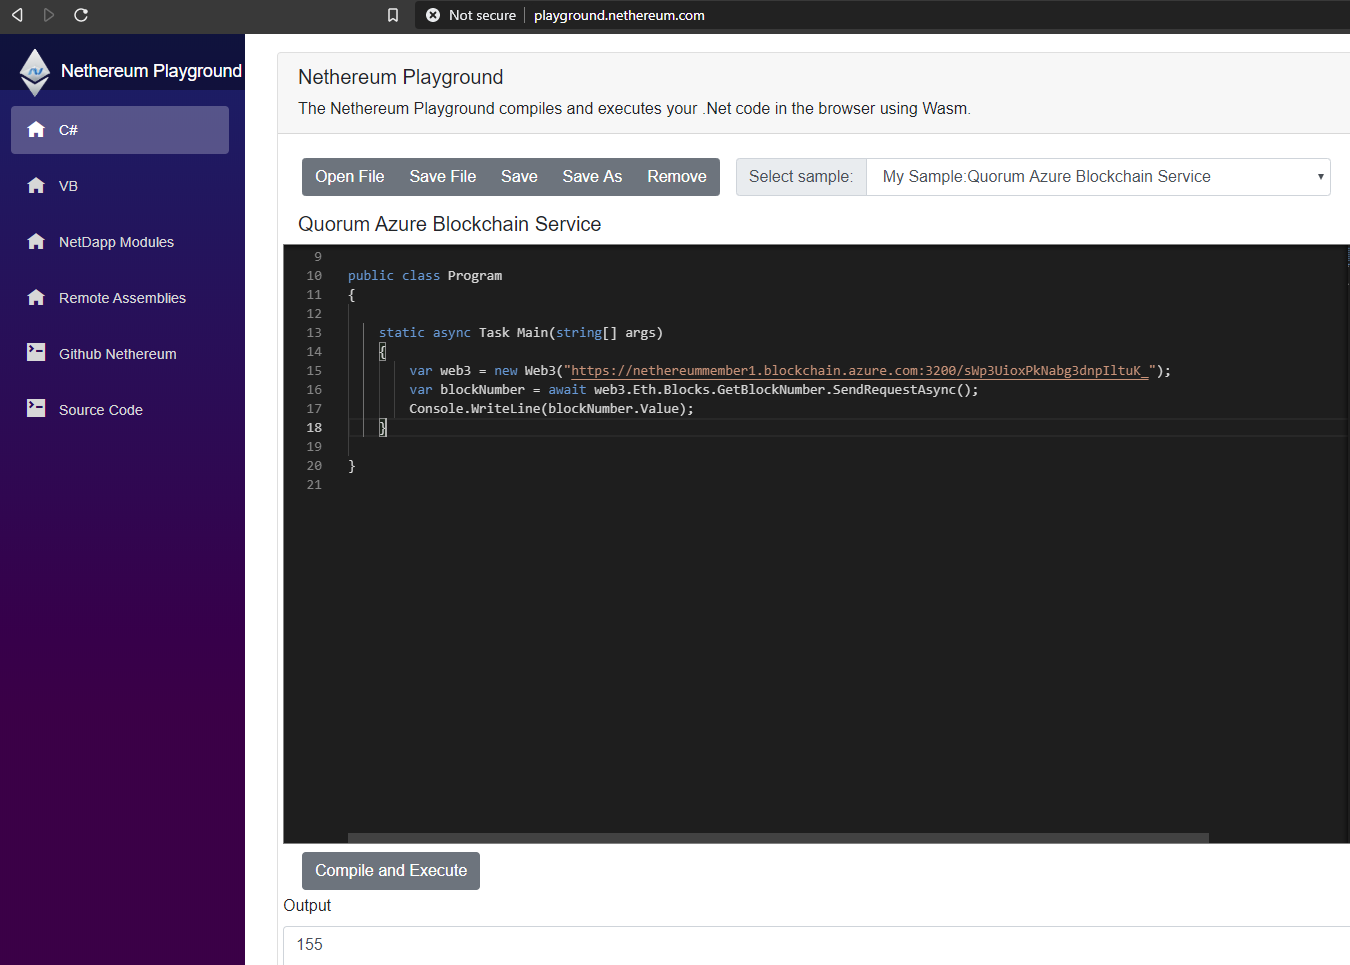 Not secure playground.nethereum.com
Nethereum Playground
C#
VB
NetDapp Modules
Remote Assemblies
Github Nethereum
Source Code
Nethereum Playground
The Nethereum Playground compiles and executes your .Net code in the browser using Wasm.
Open File Save File Save Save As Remove Select sample: My Sample:Quorum Azure Blockchain Service
Quorum Azure Blockchain Service
9
10 public class Program
11 {
12
13 static async Task Main(string[] args)
14 {
15 var web3 = new Web3("https://nethereummember1.blockchain.azure.com:3200/sWp3UioxPkNabg3dnpIltuK_");
16 var blockNumber = await web3.Eth.Blocks.GetBlockNumber.SendRequestAsync();
17 Console.WriteLine(blockNumber.Value);
18 }
19
20 }
21
Compile and Execute
Output
155